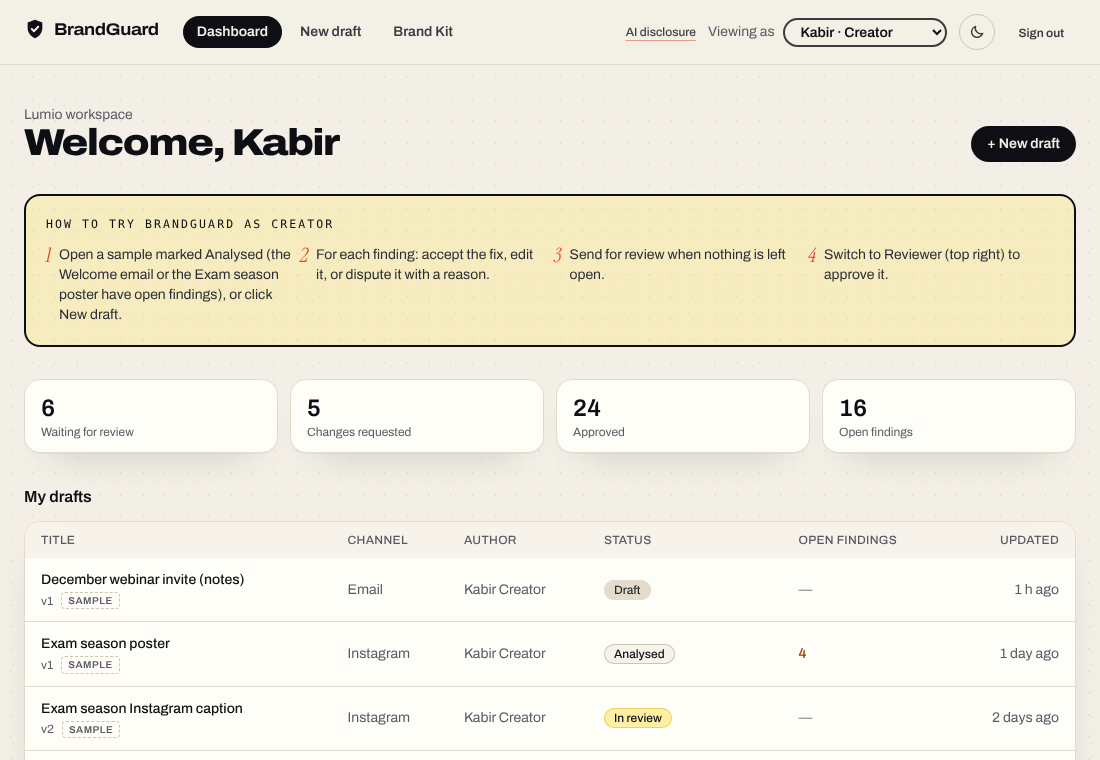 BrandGuard
Dashboard
New draft
Brand Kit
AI disclosure
Viewing as
Kabir · Creator
Sign out
Lumio workspace
Welcome, Kabir
+ New draft
HOW TO TRY BRANDGUARD AS CREATOR
1 Open a sample marked Analysed (the
Welcome email or the Exam season
poster have open findings), or click
New draft.
2 For each finding: accept the fix, edit
it, or dispute it with a reason.
3 Send for review when nothing is left
open.
4 Switch to Reviewer (top right) to
approve it.
6
Waiting for review
5
Changes requested
24
Approved
16
Open findings
My drafts
TITLE CHANNEL AUTHOR STATUS OPEN FINDINGS UPDATED
December webinar invite (notes)
v1 SAMPLE
Email Kabir Creator Draft — 1 h ago
Exam season poster
v1 SAMPLE
Instagram Kabir Creator Analysed 4 1 day ago
Exam season Instagram caption
v2 SAMPLE
Instagram Kabir Creator In review — 2 days ago